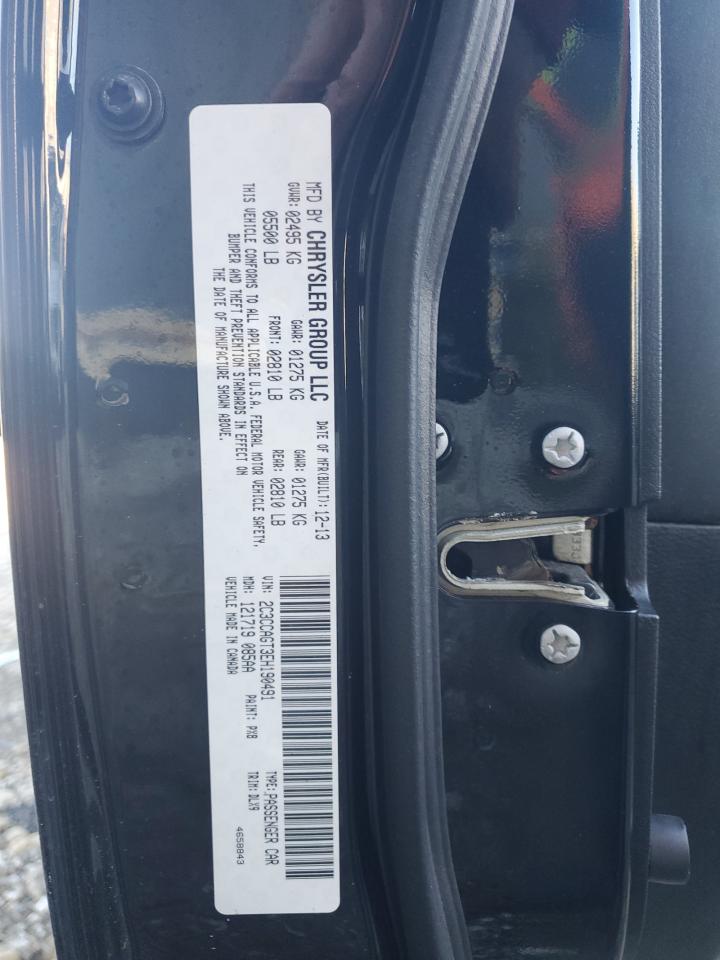 MFD BY CHRYSLER GROUP LLC DATE OF MFR(BUILT): 12-13
GVWR: 02495 KG GAWR: 01275 KG GAWR: 01275 KG
05500 LB FRONT: 02810 LB REAR: 02810 LB
THIS VEHICLE CONFORMS TO ALL APPLICABLE U.S.A. FEDERAL MOTOR VEHICLE SAFETY,
BUMPER AND THEFT PREVENTION STANDARDS IN EFFECT ON
THE DATE OF MANUFACTURE SHOWN ABOVE.
VIN: 2C3CCAGT3EH190491 TYPE: PASSENGER CAR
MDH: 121719 085AA PAINT: PX8 TRIM: DLX9
VEHICLE MADE IN CANADA 4658843